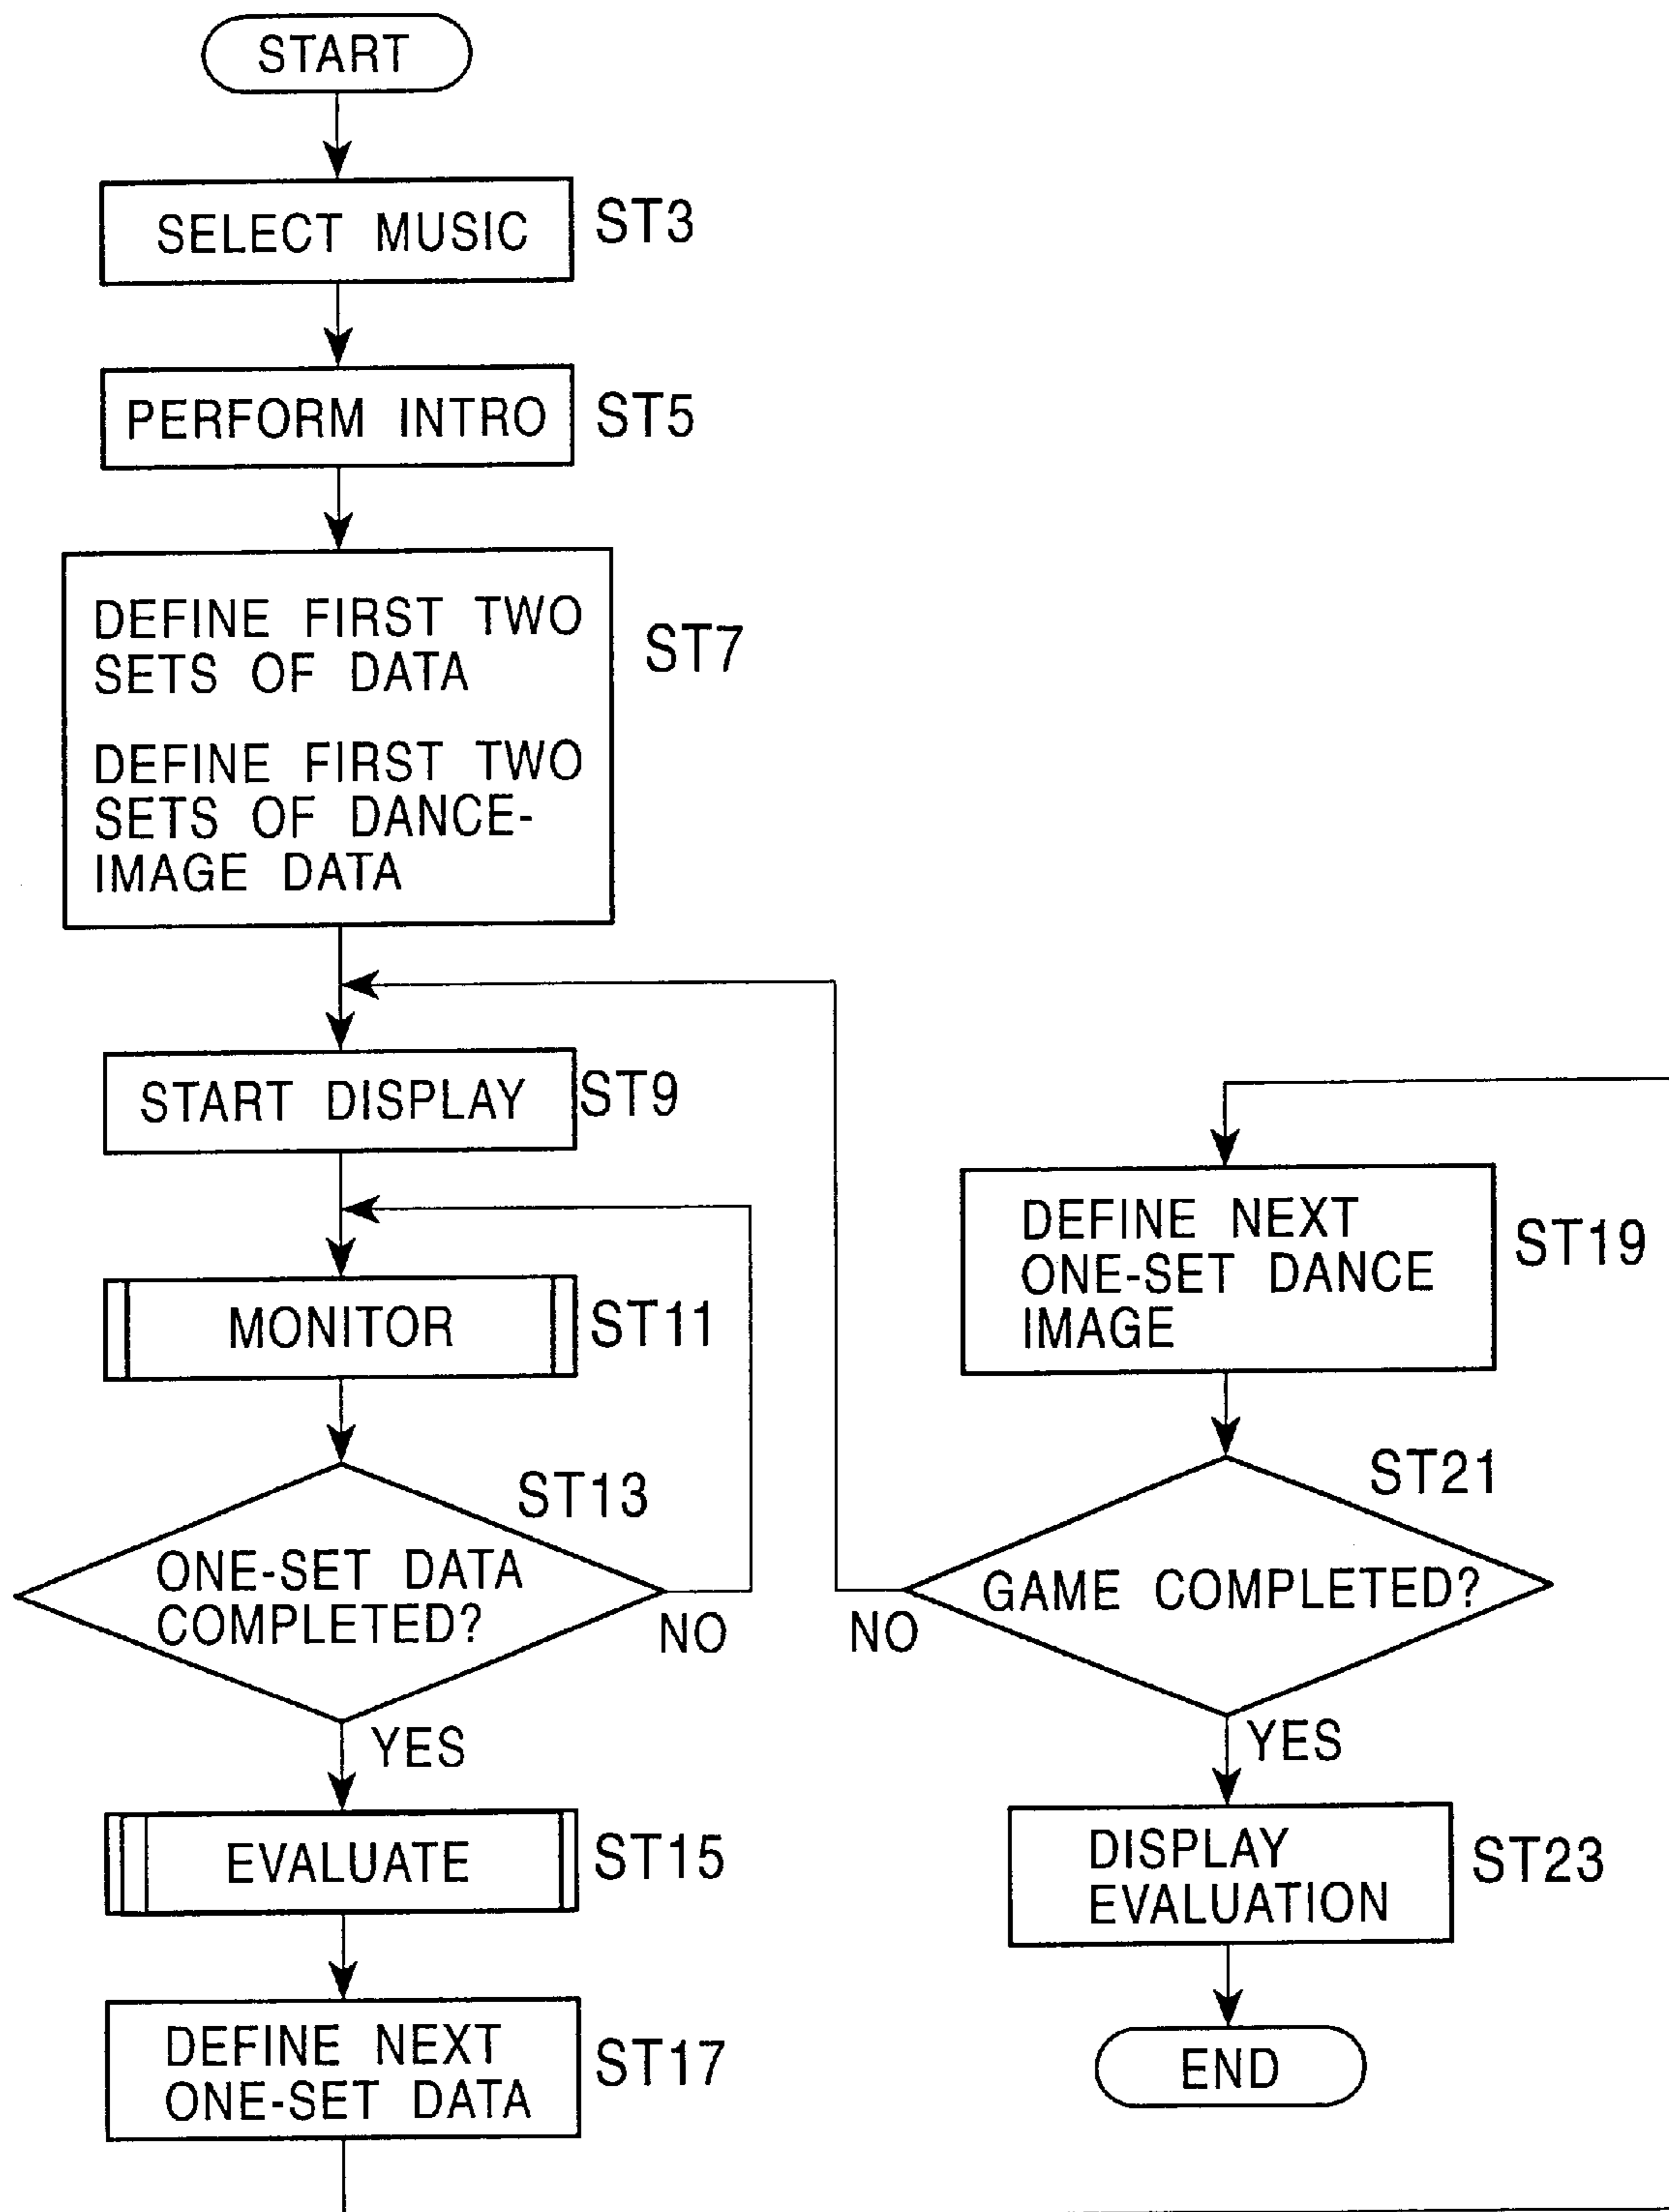 START
SELECT MUSIC
ST3
PERFORM INTRO
ST5
DEFINE FIRST TWO
SETS OF DATA
DEFINE FIRST TWO
SETS OF DANCE-
IMAGE DATA
ST7
START DISPLAY
ST9
MONITOR
ST11
ST13
ONE-SET DATA
COMPLETED?
NO
YES
EVALUATE
ST15
DEFINE NEXT
ONE-SET DATA
ST17
DEFINE NEXT
ONE-SET DANCE
IMAGE
ST19
ST21
GAME COMPLETED?
NO
YES
DISPLAY
EVALUATION
ST23
END